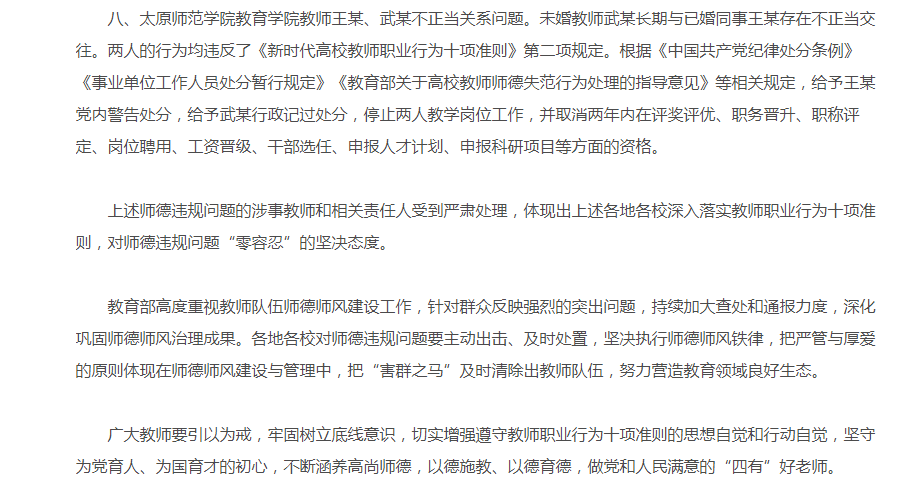 八、太原师范学院教育学院教师王某、武某不正当关系问题。未婚教师武某长期与已婚同事王某存在不正当交
往。两人的行为均违反了《新时代高校教师职业行为十项准则》第二项规定。根据《中国共产党纪律处分条例》
《事业单位工作人员处分暂行规定》《教育部关于高校教师师德失范行为处理的指导意见》等相关规定，给予王某
党内警告处分，给予武某行政记过处分，停止两人教学岗位工作，并取消两年内在评奖评优、职务晋升、职称评
定、岗位聘用、工资晋级、干部选任、申报人才计划、申报科研项目等方面的资格。
上述师德违规问题的涉事教师和相关责任人受到严肃处理，体现出上述各地各校深入落实教师职业行为十项准
则，对师德违规问题“零容忍”的坚决态度。
教育部高度重视教师队伍师德师风建设工作，针对群众反映强烈的突出问题，持续加大查处和通报力度，深化
巩固师德师风治理成果。各地各校对师德违规问题要主动出击、及时处置，坚决执行师德师风铁律，把严管与厚爱
的原则体现在师德师风建设与管理中，把“害群之马”及时清除出教师队伍，努力营造教育领域良好生态。
广大教师要引以为戒，牢固树立底线意识，切实增强遵守教师职业行为十项准则的思想自觉和行动自觉，坚守
为党育人、为国育才的初心，不断涵养高尚师德，以德施教、以德育德，做党和人民满意的“四有”好老师。